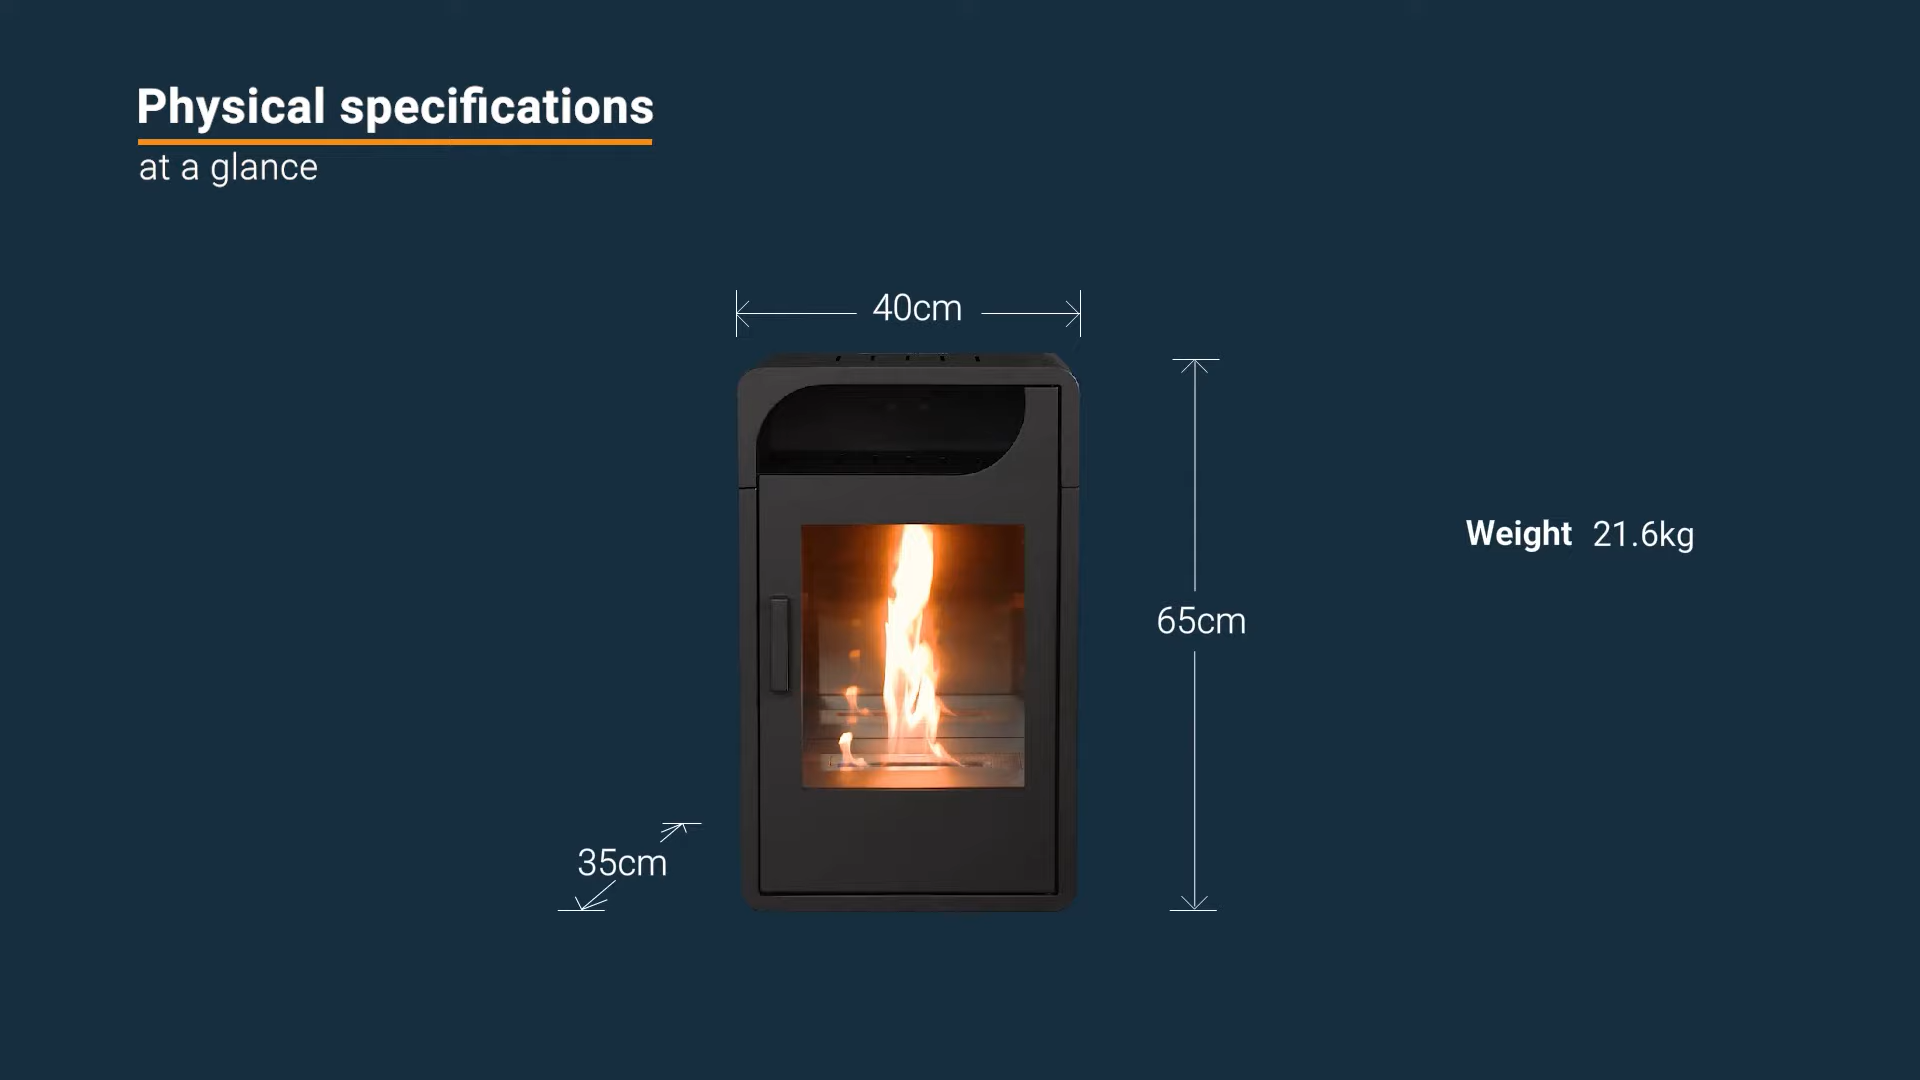 Physical specifications
at a glance
40cm
Weight 21.6kg
65cm
35cm